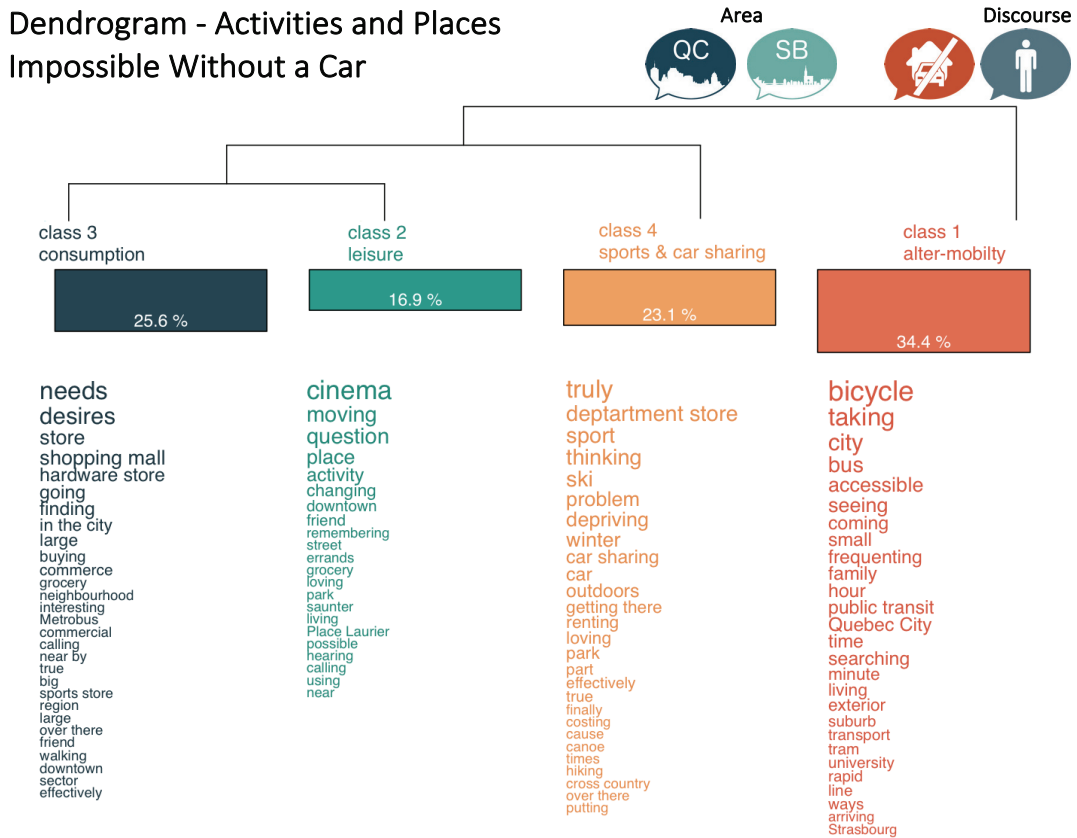 Dendrogram - Activities and Places
Impossible Without a Car
Area
Discourse
QC
SB
class 3
consumption
25.6 %
class 2
leisure
16.9 %
class 4
sports & car sharing
23.1 %
class 1
alter-mobilty
34.4 %
needs
desires
store
shopping mall
hardware store
going
finding
in the city
large
buying
commerce
grocery
neighbourhood
interesting
Metrobus
commercial
calling
near by
true
big
sports store
region
large
over there
friend
walking
downtown
sector
effectively
cinema
moving
question
place
activity
changing
downtown
friend
remembering
street
errands
grocery
loving
park
saunter
living
Place Laurier
possible
hearing
calling
using
near
truly
deptartment store
sport
thinking
ski
problem
depriving
winter
car sharing
car
outdoors
getting there
renting
loving
park
part
effectively
true
finally
costing
cause
canoe
times
hiking
cross country
over there
putting
bicycle
taking
city
bus
accessible
seeing
coming
small
frequenting
family
hour
public transit
Quebec City
time
searching
minute
living
exterior
suburb
transport
tram
university
rapid
line
ways
arriving
Strasbourg